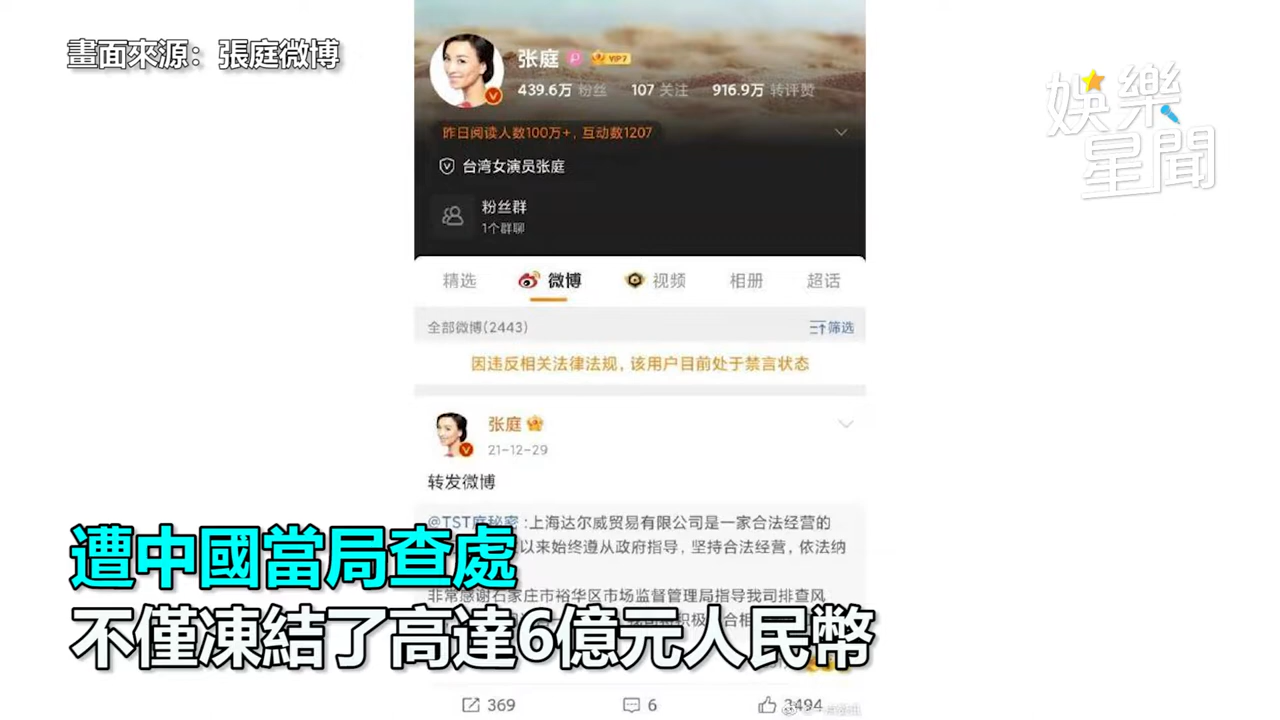 畫面來源：張庭微博
娛樂
星聞
张庭 VIP7
439.6万 粉丝 107 关注 916.9万 转评赞
昨日阅读人数100万+，互动数1207
台湾女演员张庭
粉丝群
1个群聊
精选 微博 视频 相册 超话
全部微博(2443)
筛选
因违反相关法律法规，该用户目前处于禁言状态
张庭
21-12-29
转发微博
@TST庭秘密：上海达尔威贸易有限公司是一家合法经营的
以来始终遵从政府指导，坚持合法经营，依法纳
非常感谢石家庄市裕华区市场监督管理局指导我司排查风
遭中國當局查處
不僅凍結了高達6億元人民幣
369 6 3494